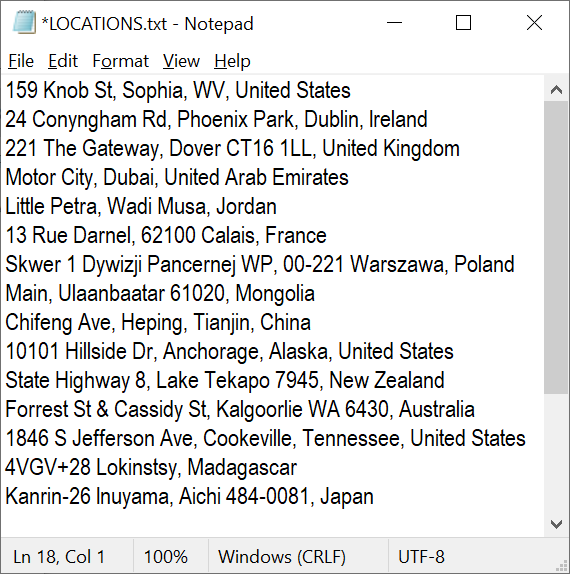 *LOCATIONS.txt - Notepad
File Edit Format View Help
159 Knob St, Sophia, WV, United States
24 Conyngham Rd, Phoenix Park, Dublin, Ireland
221 The Gateway, Dover CT16 1LL, United Kingdom
Motor City, Dubai, United Arab Emirates
Little Petra, Wadi Musa, Jordan
13 Rue Darnel, 62100 Calais, France
Skwer 1 Dywizji Pancernej WP, 00-221 Warszawa, Poland
Main, Ulaanbaatar 61020, Mongolia
Chifeng Ave, Heping, Tianjin, China
10101 Hillside Dr, Anchorage, Alaska, United States
State Highway 8, Lake Tekapo 7945, New Zealand
Forrest St & Cassidy St, Kalgoorlie WA 6430, Australia
1846 S Jefferson Ave, Cookeville, Tennessee, United States
4VGV+28 Lokinstsy, Madagascar
Kanrin-26 Inuyama, Aichi 484-0081, Japan
Ln 18, Col 1 100% Windows (CRLF) UTF-8